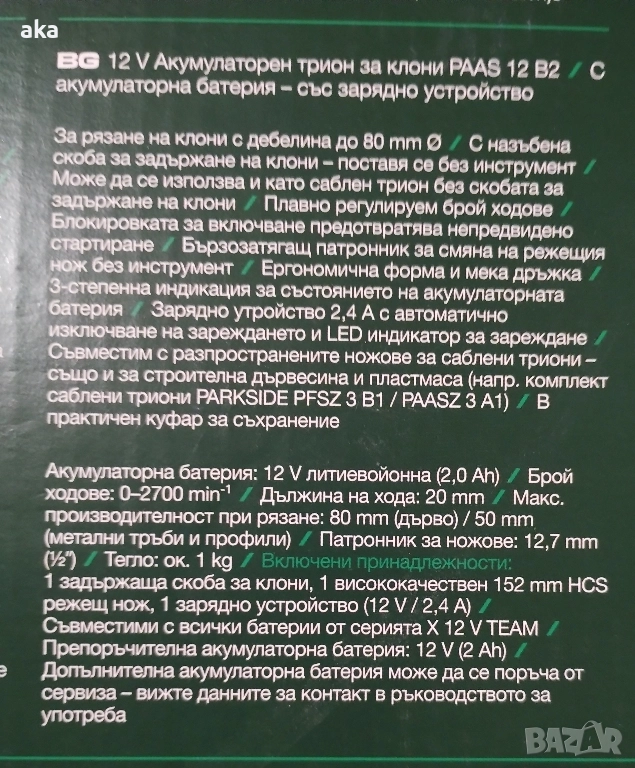 aka
BG 12 V Акумулаторен трион за клони PAAS 12 B2 / С
акумулаторна батерия – със зарядно устройство
За рязане на клони с дебелина до 80 mm Ø / С назъбена
скоба за задържане на клони – поставя се без инструмент /
Може да се използва и като саблен трион без скобата за
задържане на клони / Плавно регулируем брой ходове /
Блокировката за включване предотвратява непредвидено
стартиране / Бързозатягащ патронник за смяна на режещия
нож без инструмент / Ергономична форма и мека дръжка /
3-степенна индикация за състоянието на акумулаторната
батерия / Зарядно утройство 2,4 А с автоматично
изключване на зареждането и LED индикатор за зареждане /
Съвместим с разпространените ножове за саблени триони –
също и за строителна дървесина и пластмаса (напр. комплект
саблени триони PARKSIDE PFSZ 3 B1 / PAASZ 3 A1) / В
практичен куфар за съхранение
Акумулаторна батерия: 12 V литиевойонна (2,0 Ah) / Брой
ходове: 0–2700 min⁻¹ / Дължина на хода: 20 mm / Макс.
производителност при рязане: 80 mm (дърво) / 50 mm
(метални тръби и профили) / Патронник за ножове: 12,7 mm
(½") / Тегло: ок. 1 kg / Включени принадлежности:
1 задържаща скоба за клони, 1 висококачествен 152 mm HCS
режещ нож, 1 зарядно устройство (12 V / 2,4 A) /
Съвместими с всички батерии от серията X 12 V TEAM /
Препоръчителна акумулаторна батерия: 12 V (2 Ah) /
Допълнителна акумулаторна батерия може да се поръча от
сервиза – вижте данните за контакт в ръководството за
употреба
BAZAR